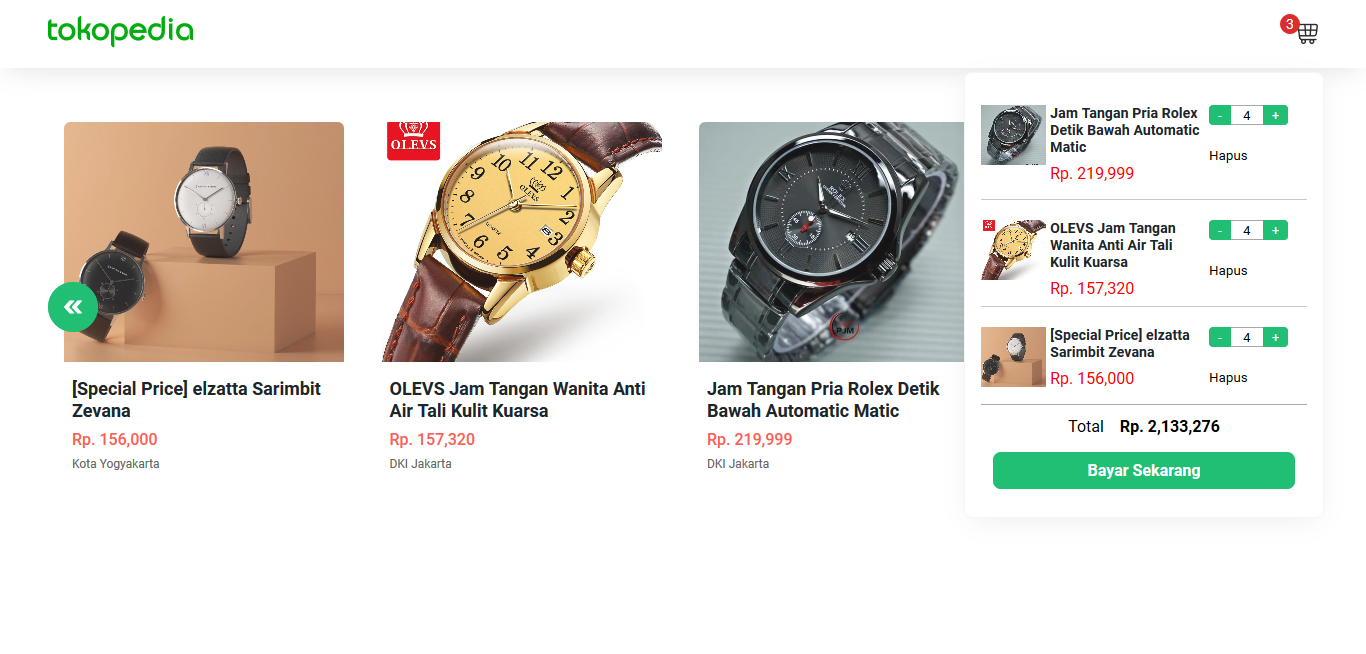 tokopedia
3
OLEVS
[Special Price] elzatta Sarimbit
Zevana
Rp. 156,000
Kota Yogyakarta
OLEVS Jam Tangan Wanita Anti
Air Tali Kulit Kuarsa
Rp. 157,320
DKI Jakarta
PJM
Jam Tangan Pria Rolex Detik
Bawah Automatic Matic
Rp. 219,999
DKI Jakarta
Jam Tangan Pria Rolex
Detik Bawah Automatic
Matic
Rp. 219,999
- 4 +
Hapus
OLEVS Jam Tangan
Wanita Anti Air Tali
Kulit Kuarsa
Rp. 157,320
- 4 +
Hapus
[Special Price] elzatta
Sarimbit Zevana
Rp. 156,000
- 4 +
Hapus
Total Rp. 2,133,276
Bayar Sekarang